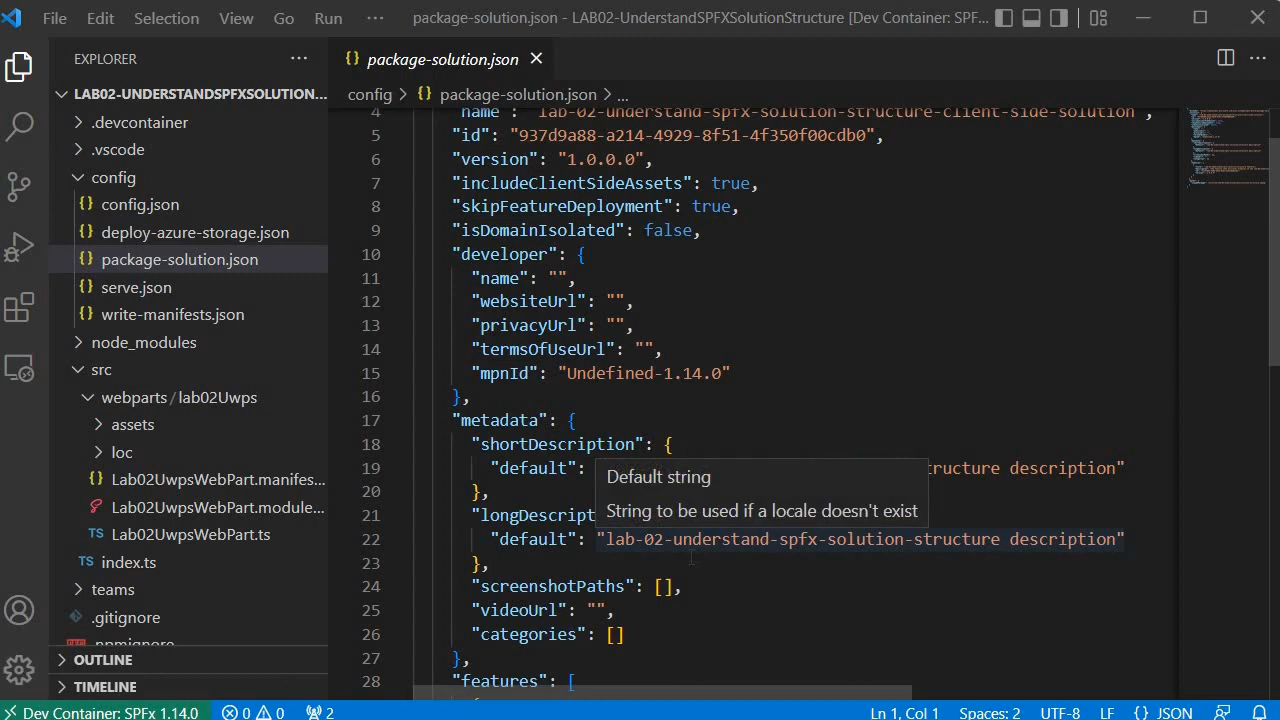 File Edit Selection View Go Run ··· package-solution.json - LAB02-UnderstandSPFXSolutionStructure [Dev Container: SPF...
EXPLORER ···
LAB02-UNDERSTANDSPFXSOLUTION...
.devcontainer
.vscode
config
{} config.json
{} deploy-azure-storage.json
{} package-solution.json
{} serve.json
{} write-manifests.json
node_modules
src
webparts / lab02Uwps
assets
loc
{} Lab02UwpsWebPart.manifes...
Lab02UwpsWebPart.module...
TS Lab02UwpsWebPart.ts
TS index.ts
teams
.gitignore
.npmignore
OUTLINE
TIMELINE
{} package-solution.json
config > {} package-solution.json > ...
4 "name": "lab-02-understand-spfx-solution-structure-client-side-solution",
5 "id": "937d9a88-a214-4929-8f51-4f350f00cdb0",
6 "version": "1.0.0.0",
7 "includeClientSideAssets": true,
8 "skipFeatureDeployment": true,
9 "isDomainIsolated": false,
10 "developer": {
11 "name": "",
12 "websiteUrl": "",
13 "privacyUrl": "",
14 "termsOfUseUrl": "",
15 "mpnId": "Undefined-1.14.0"
16 },
17 "metadata": {
18 "shortDescription": {
19 "default": structure description"
Default string
20 },
21 "longDescript
String to be used if a locale doesn't exist
22 "default": "lab-02-understand-spfx-solution-structure description"
23 },
24 "screenshotPaths": [],
25 "videoUrl": "",
26 "categories": []
27 },
28 "features": [
Dev Container: SPFx 1.14.0 0 0 2 Ln 1, Col 1 Spaces: 2 UTF-8 LF {} JSON